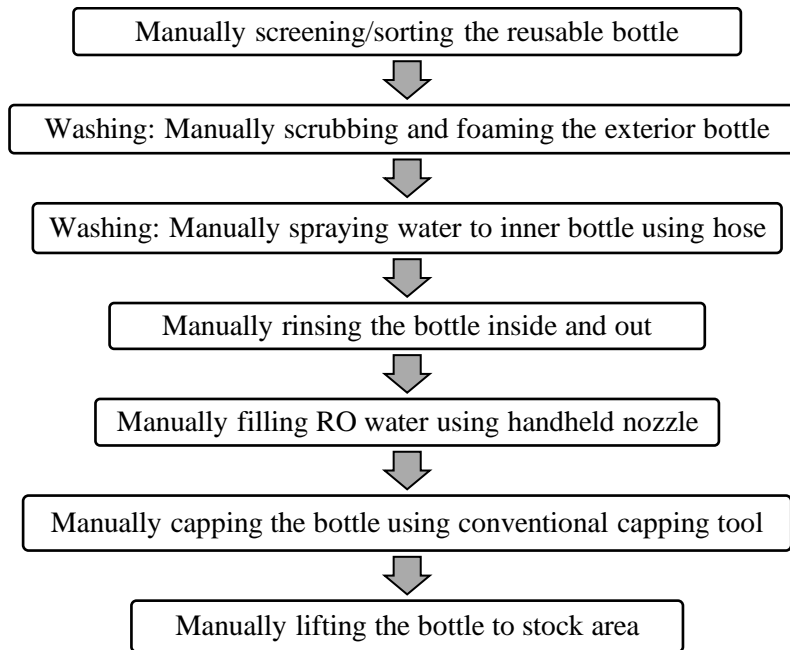 Manually screening/sorting the reusable bottle
Washing: Manually scrubbing and foaming the exterior bottle
Washing: Manually spraying water to inner bottle using hose
Manually rinsing the bottle inside and out
Manually filling RO water using handheld nozzle
Manually capping the bottle using conventional capping tool
Manually lifting the bottle to stock area